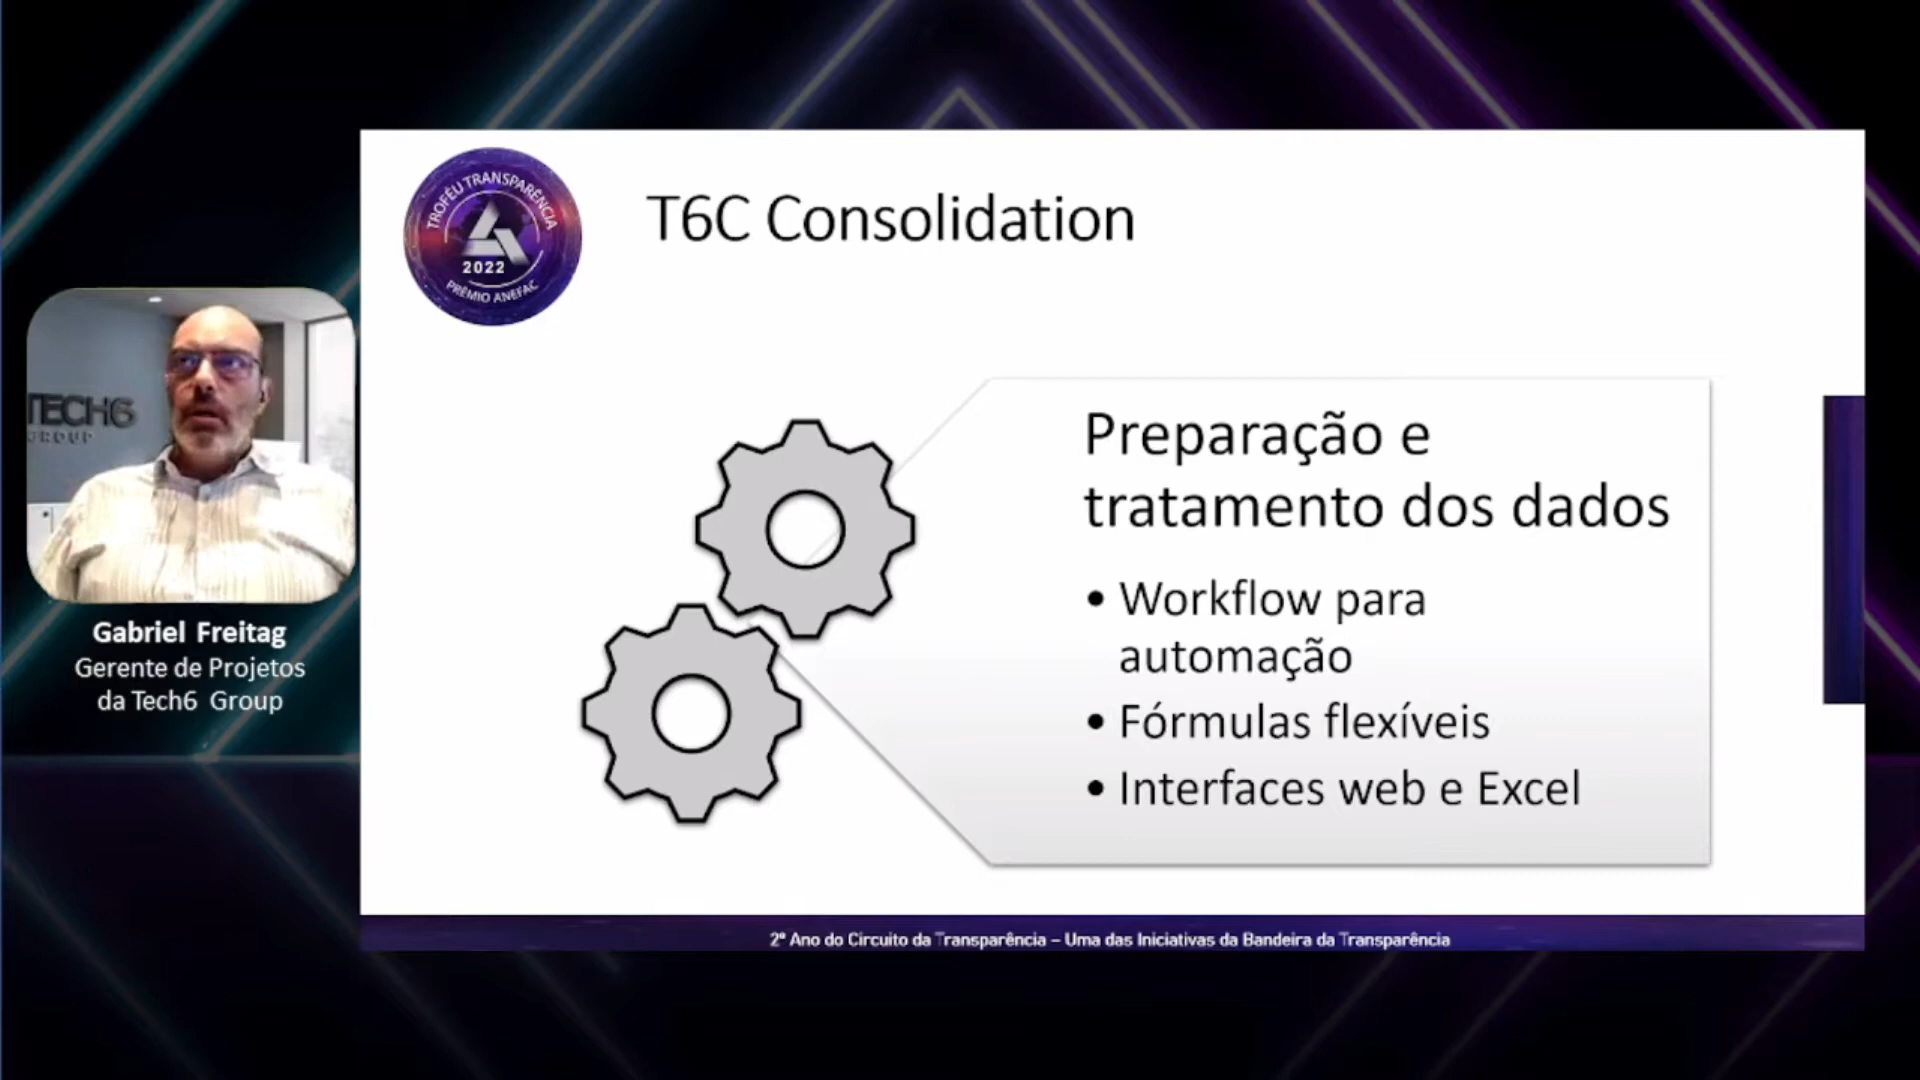 TROFÉU TRANSPARÊNCIA
2022
PRÊMIO ANEFAC
T6C Consolidation
TECH6
GROUP
Gabriel Freitag
Gerente de Projetos
da Tech6 Group
Preparação e
tratamento dos dados
• Workflow para
automação
• Fórmulas flexíveis
• Interfaces web e Excel
2º Ano do Circuito da Transparência – Uma das Iniciativas da Bandeira da Transparência